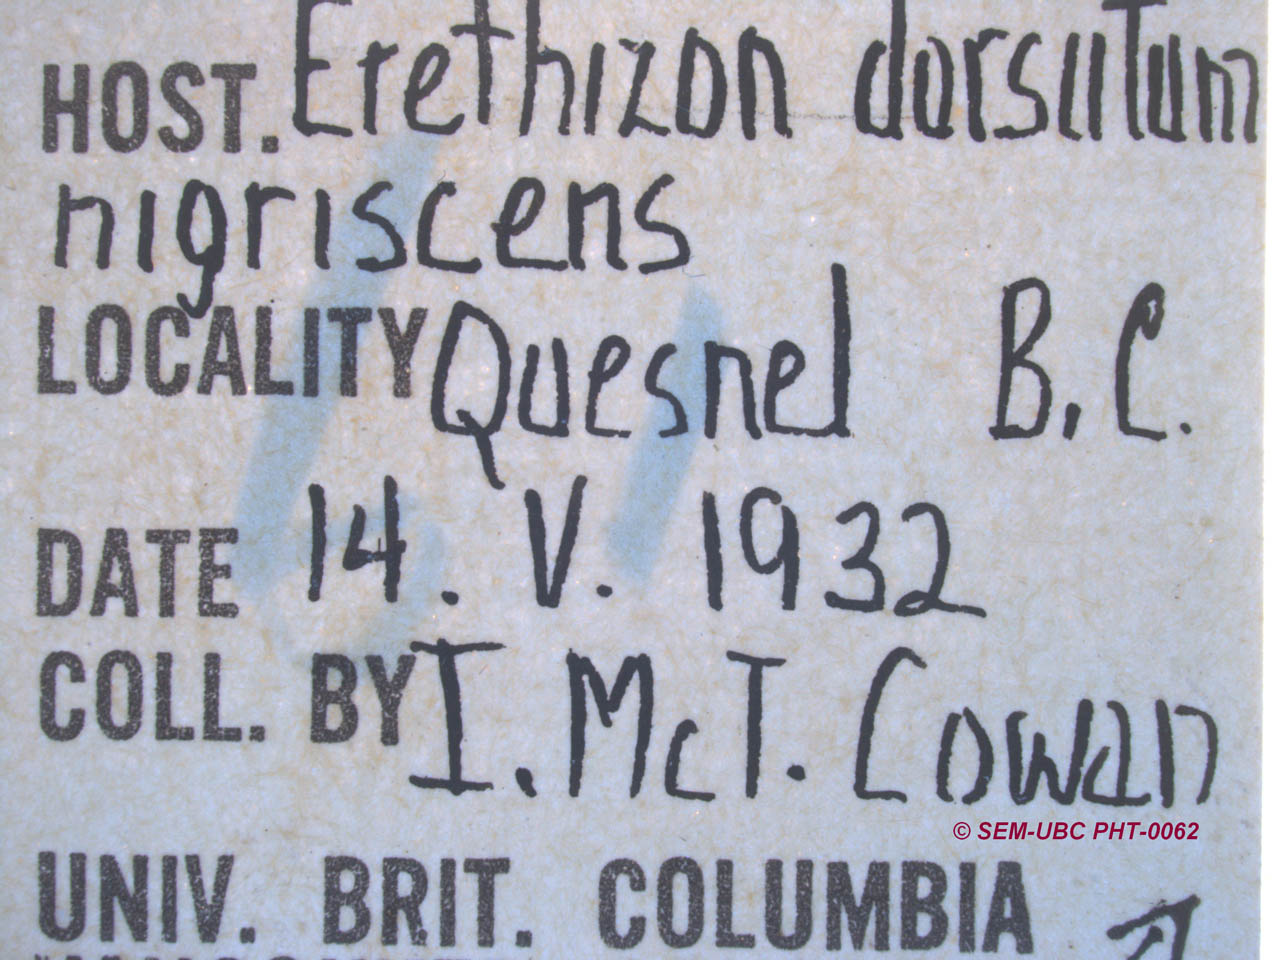 HOST. Erethizon dorsutum
nigriscens
LOCALITY Quesnel B.C.
DATE 14. V. 1932
COLL. BY I. McT. Cowan
© SEM-UBC PHT-0062
UNIV. BRIT. COLUMBIA